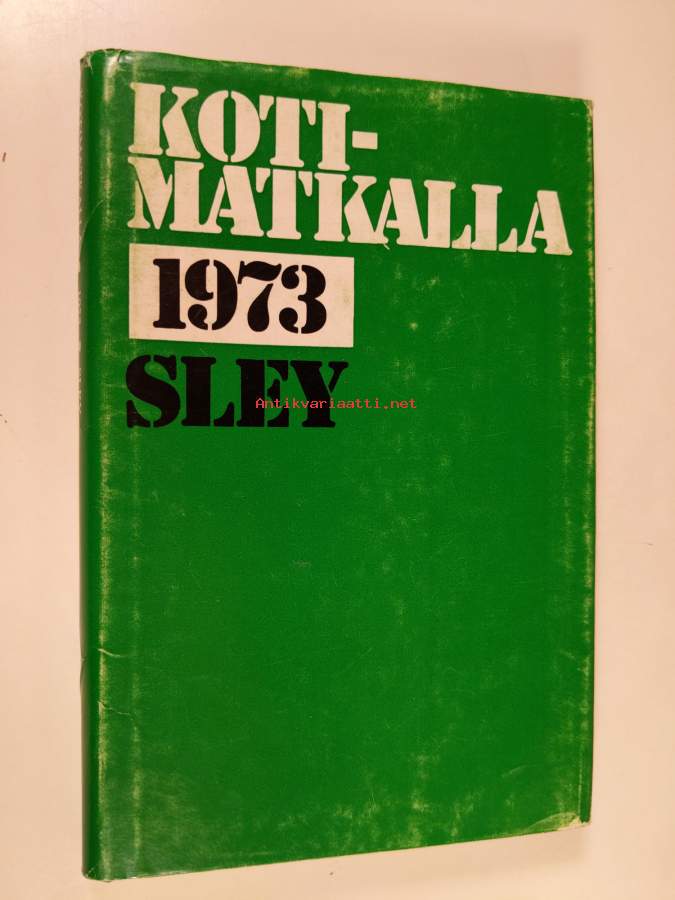 KOTI-
MATKALLA
1973
SLEY
Antikvariaatti.net